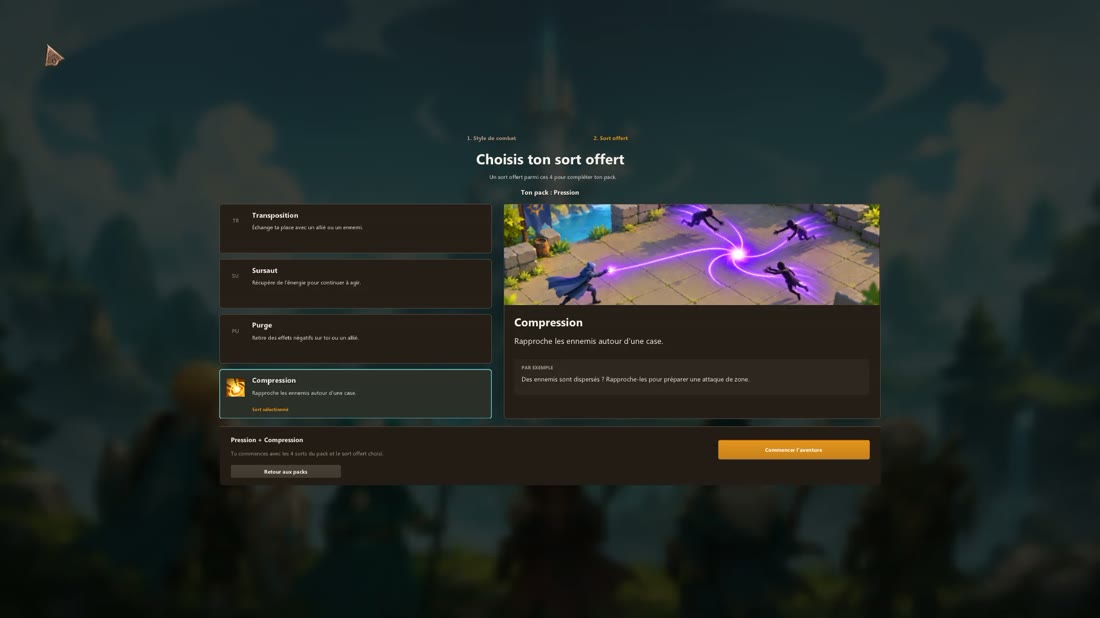 1. Style de combat
2. Sort offert
Choisis ton sort offert
Un sort offert parmi ces 4 pour compléter ton pack.
Ton pack : Pression
TR
Transposition
Échange ta place avec un allié ou un ennemi.
SU
Sursaut
Récupère de l'énergie pour continuer à agir.
PU
Purge
Retire des effets négatifs sur toi ou un allié.
Compression
Rapproche les ennemis autour d'une case.
Sort sélectionné
Compression
Rapproche les ennemis autour d'une case.
PAR EXEMPLE
Des ennemis sont dispersés ? Rapproche-les pour préparer une attaque de zone.
Pression + Compression
Tu commences avec les 4 sorts du pack et le sort offert choisi.
Retour aux packs
Commencer l'aventure